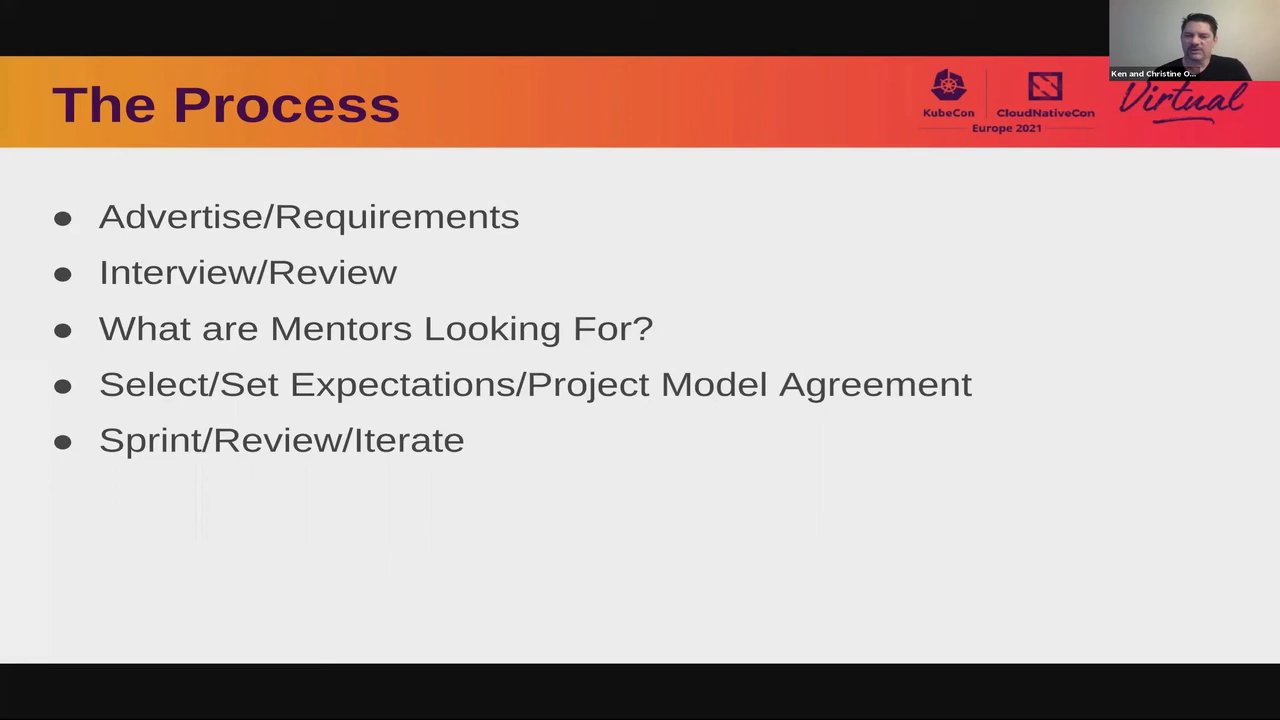 Ken and Christine O...
The Process
KubeCon
CloudNativeCon
Europe 2021
Virtual
● Advertise/Requirements
● Interview/Review
● What are Mentors Looking For?
● Select/Set Expectations/Project Model Agreement
● Sprint/Review/Iterate